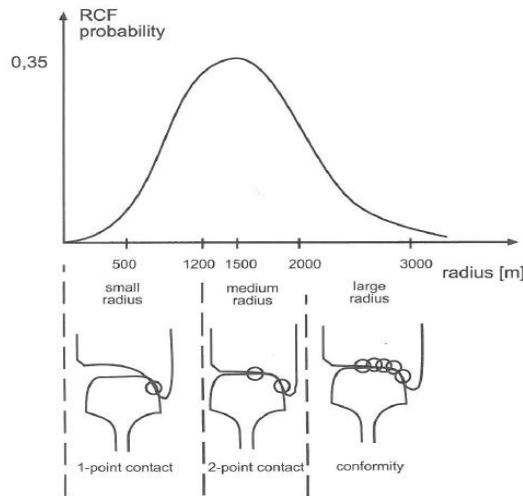 RCF
probability
0,35
500 1200 1500 2000 3000 radius [m]
small
radius
medium
radius
large
radius
1-point contact 2-point contact conformity